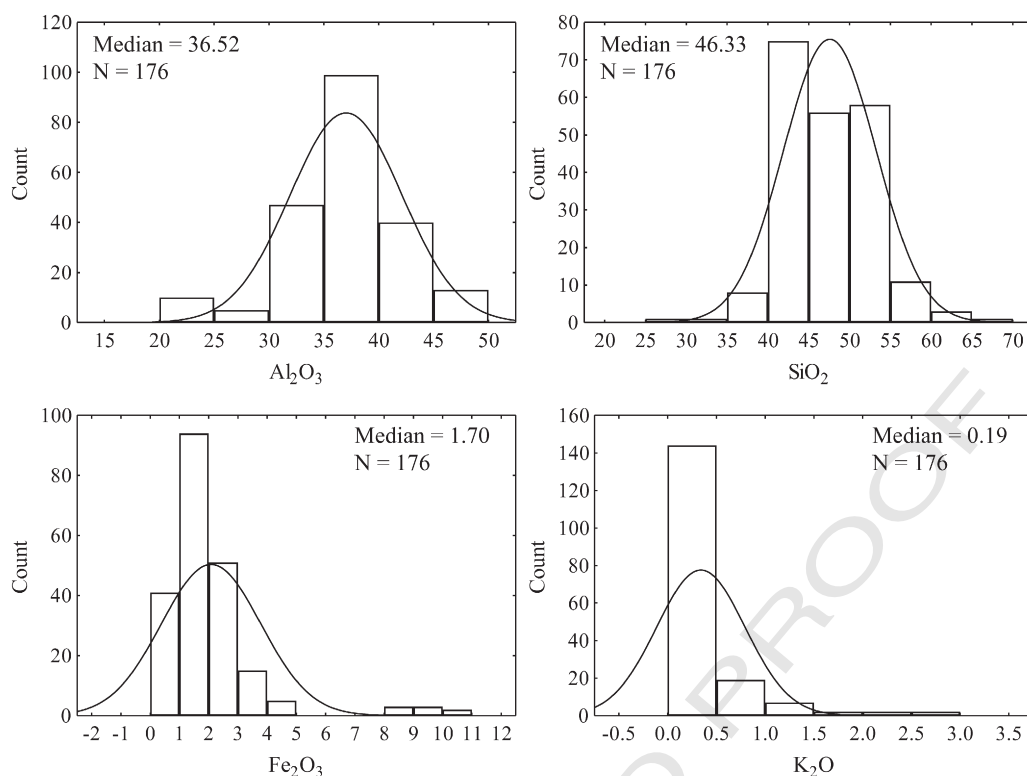 120
100
80
60
40
20
0
Count
Median = 36.52
N = 176
15 20 25 30 35 40 45 50
Al₂O₃
80
70
60
50
40
30
20
10
0
Count
Median = 46.33
N = 176
20 25 30 35 40 45 50 55 60 65 70
SiO₂
100
80
60
40
20
0
Count
Median = 1.70
N = 176
-2 -1 0 1 2 3 4 5 6 7 8 9 10 11 12
Fe₂O₃
160
140
120
100
80
60
40
20
0
Count
Median = 0.19
N = 176
-0.5 0.0 0.5 1.0 1.5 2.0 2.5 3.0 3.5
K₂O
PROOF